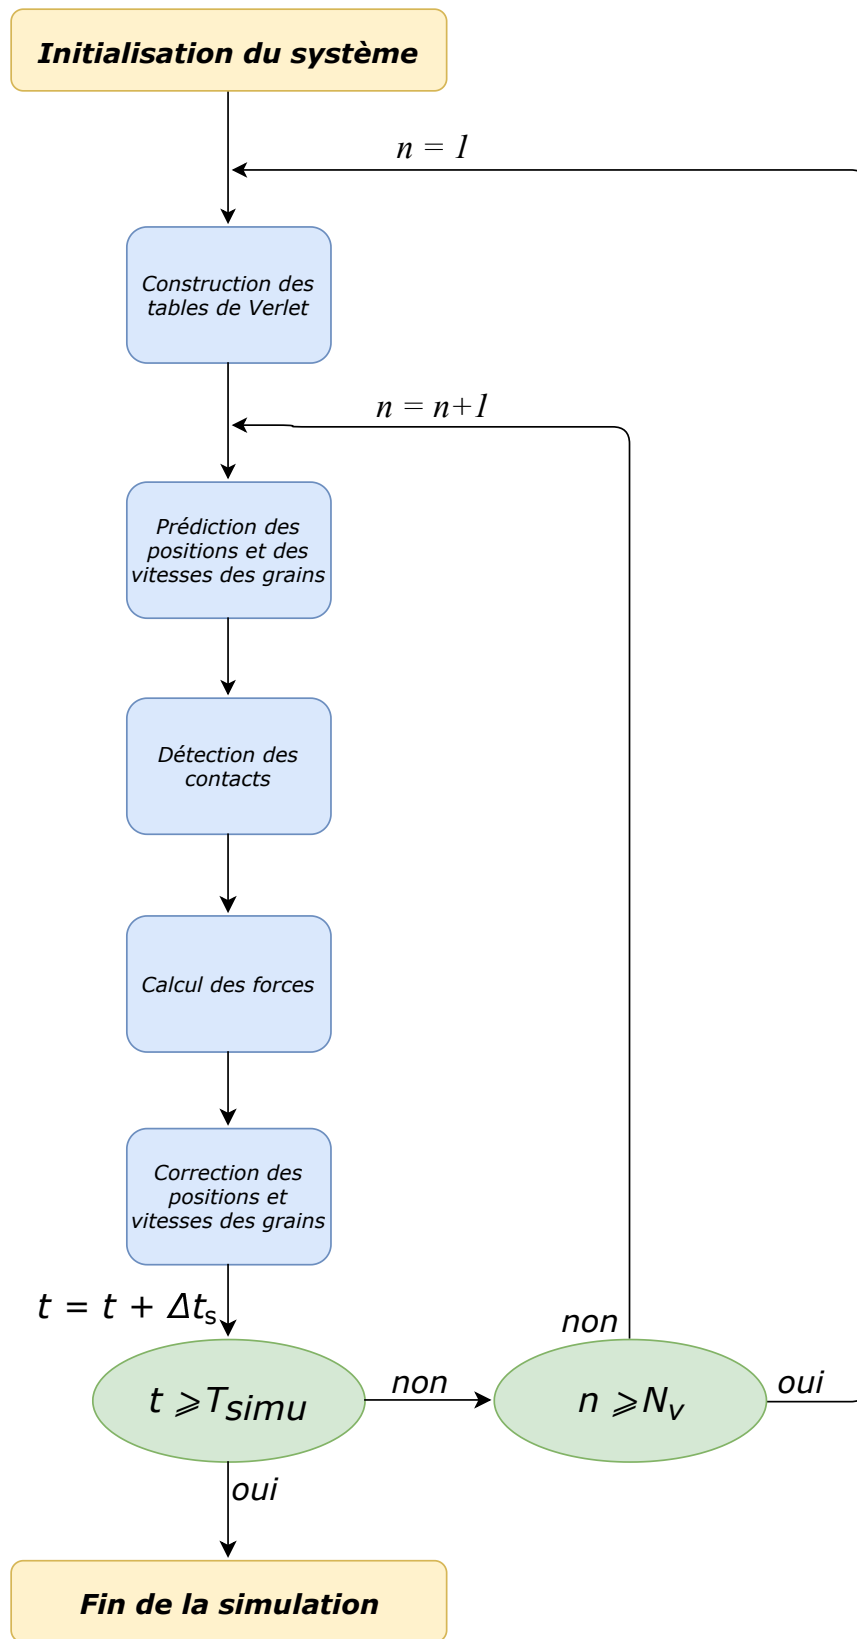 Initialisation du système
n = 1
Construction des
tables de Verlet
n = n+1
Prédiction des
positions et des
vitesses des grains
Détection des
contacts
Calcul des forces
Correction des
positions et
vitesses des grains
t = t + Δts
non
t ⩾ Tsimu
non
n ⩾ Nv
oui
oui
Fin de la simulation